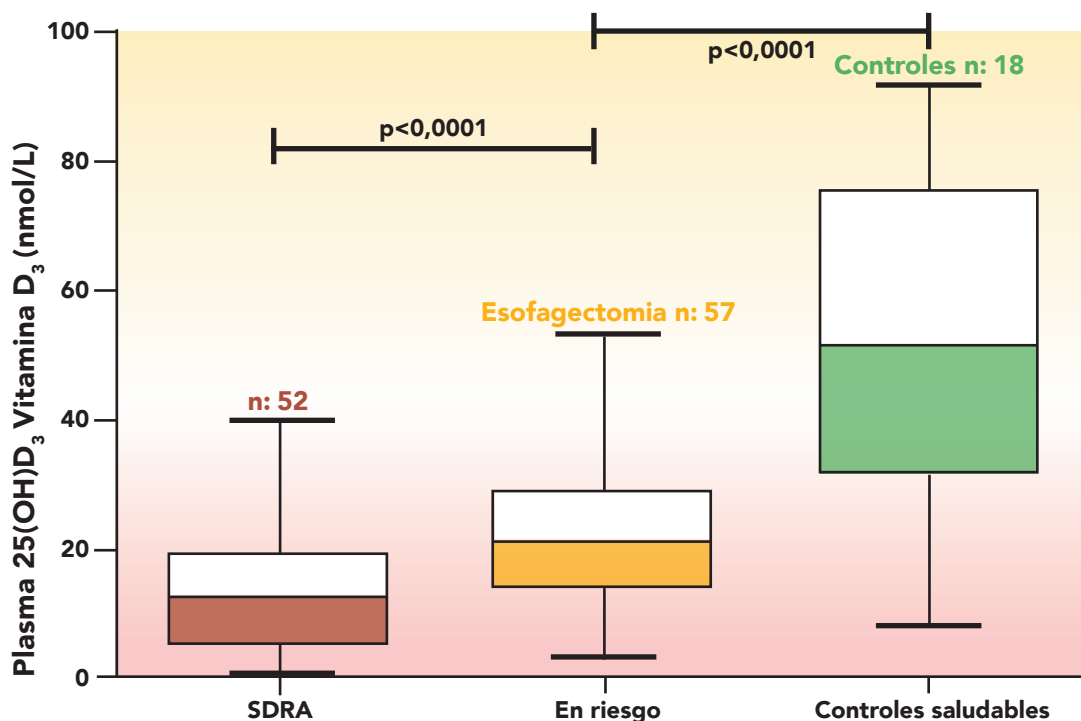 Plasma 25(OH)D₃ Vitamina D₃ (nmol/L)
100
80
60
40
20
0
p<0,0001
Controles n: 18
p<0,0001
Esofagectomia n: 57
n: 52
SDRA
En riesgo
Controles saludables